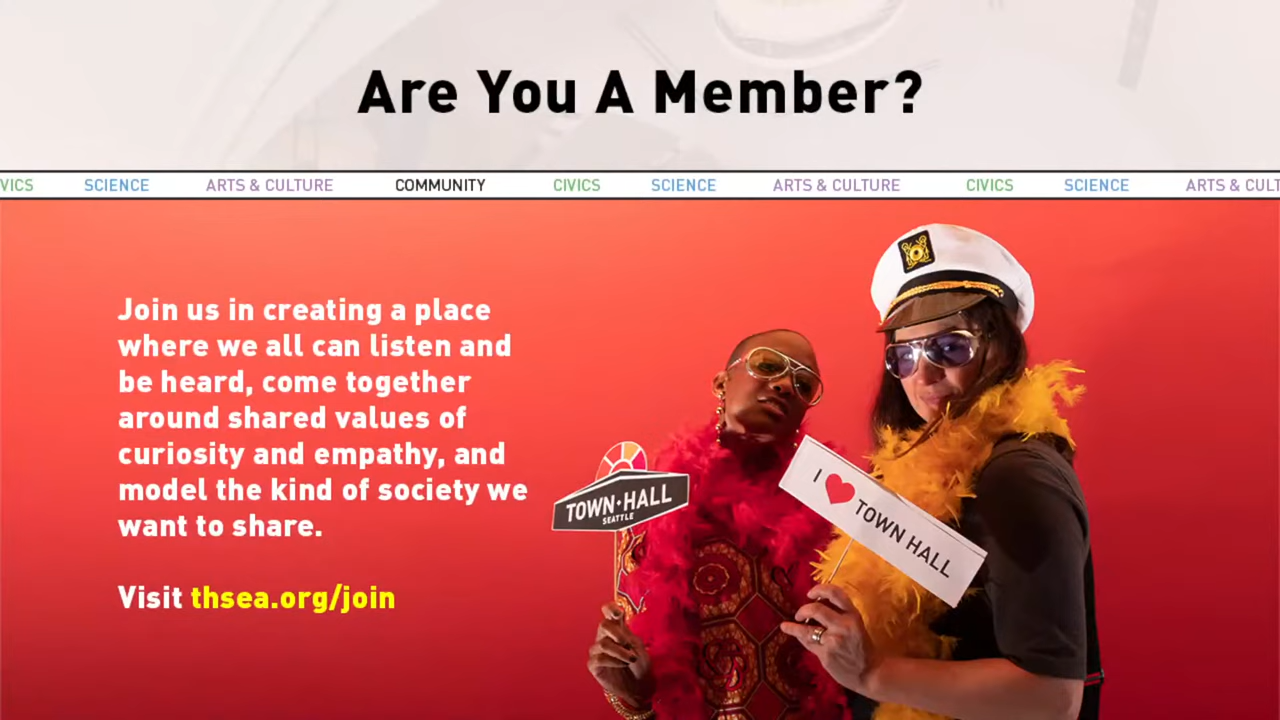 Are You A Member?
VICS SCIENCE ARTS & CULTURE COMMUNITY CIVICS SCIENCE ARTS & CULTURE CIVICS SCIENCE ARTS & CULT
Join us in creating a place
where we all can listen and
be heard, come together
around shared values of
curiosity and empathy, and
model the kind of society we
want to share.
Visit thsea.org/join
TOWN·HALL
SEATTLE
I ❤ TOWN HALL